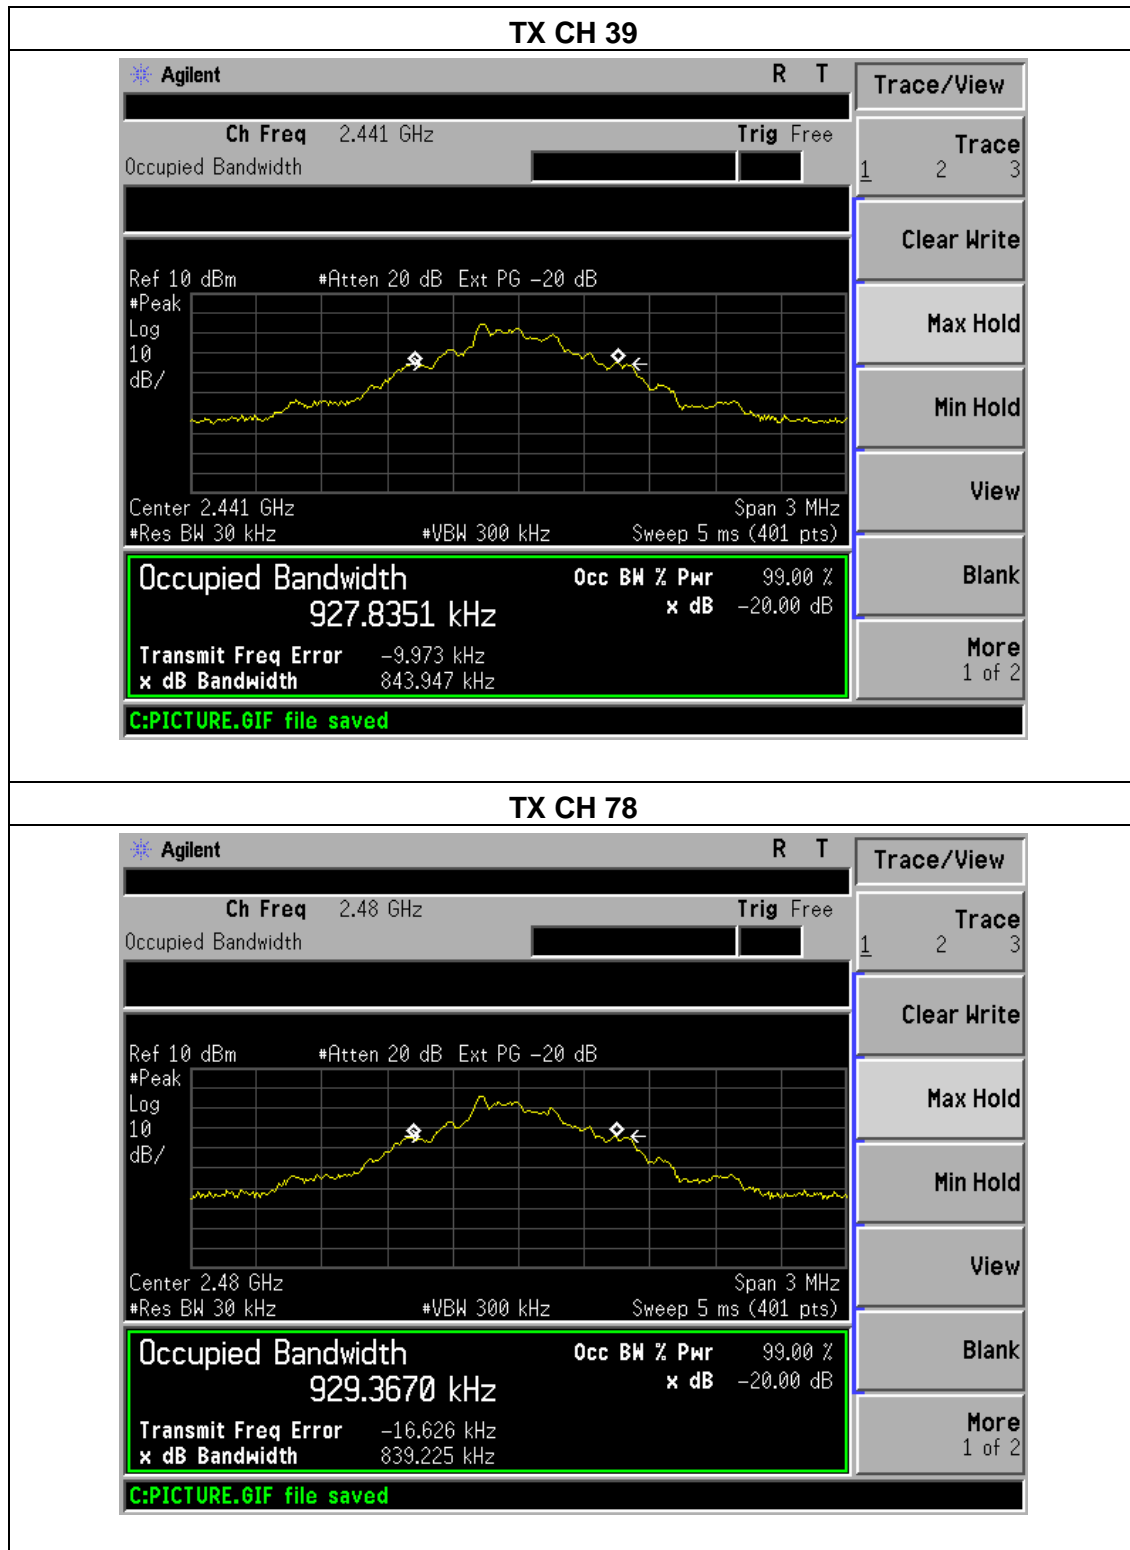 TX CH 39
Agilent R T
Trace/View
Ch Freq 2.441 GHz Trig Free
Occupied Bandwidth
Trace
1 2 3
Clear Write
Ref 10 dBm #Atten 20 dB Ext PG -20 dB
#Peak
Log
10
dB/
Max Hold
Min Hold
View
Center 2.441 GHz Span 3 MHz
#Res BW 30 kHz #VBW 300 kHz Sweep 5 ms (401 pts)
Occupied Bandwidth Occ BW % Pwr 99.00 %
927.8351 kHz x dB -20.00 dB
Blank
Transmit Freq Error -9.973 kHz
x dB Bandwidth 843.947 kHz
More
1 of 2
C:PICTURE.GIF file saved
TX CH 78
Agilent R T
Trace/View
Ch Freq 2.48 GHz Trig Free
Occupied Bandwidth
Trace
1 2 3
Clear Write
Ref 10 dBm #Atten 20 dB Ext PG -20 dB
#Peak
Log
10
dB/
Max Hold
Min Hold
View
Center 2.48 GHz Span 3 MHz
#Res BW 30 kHz #VBW 300 kHz Sweep 5 ms (401 pts)
Occupied Bandwidth Occ BW % Pwr 99.00 %
929.3670 kHz x dB -20.00 dB
Blank
Transmit Freq Error -16.626 kHz
x dB Bandwidth 839.225 kHz
More
1 of 2
C:PICTURE.GIF file saved